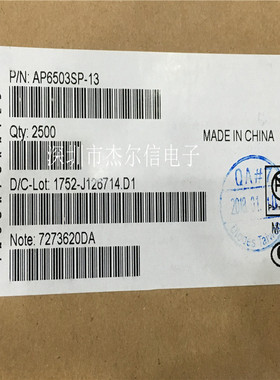 P/N: AP6503SP-13
Qty: 2500
MADE IN CHINA
深圳市杰尔信电子
D/C-Lot: 1752-J126714.D1
QA#
Note: 7273620DA